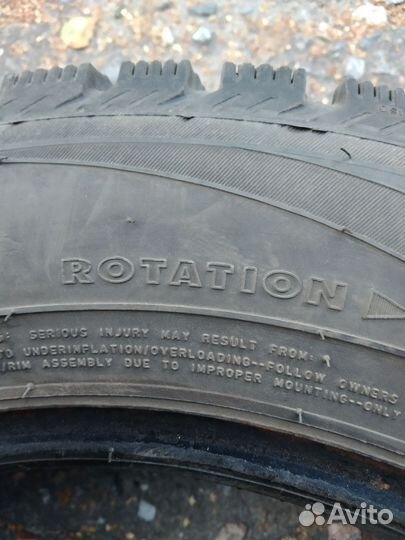 ROTATION
SERIOUS INJURY MAY RESULT FROM:
TO UNDERINFLATION/OVERLOADING--FOLLOW OWNERS
/RIM ASSEMBLY DUE TO IMPROPER MOUNTING--ONLY
Avito